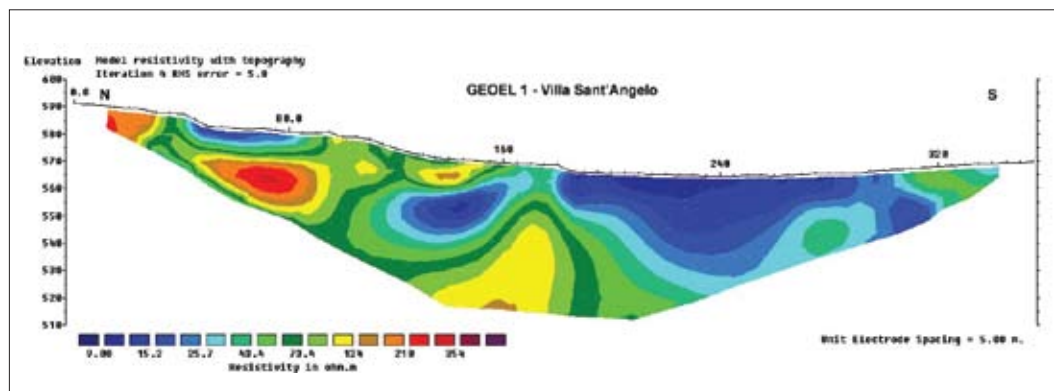 Elevation Model resistivity with topography
Iteration 4 RMS error = 5.0
GEOEL 1 - Villa Sant'Angelo
N
S
0.0
80.0
160
240
320
600
590
580
570
560
550
540
530
520
510
9.00 15.2 25.7 43.4 73.4 124 210 354
Resistivity in ohm.m
Unit Electrode Spacing = 5.00 m.